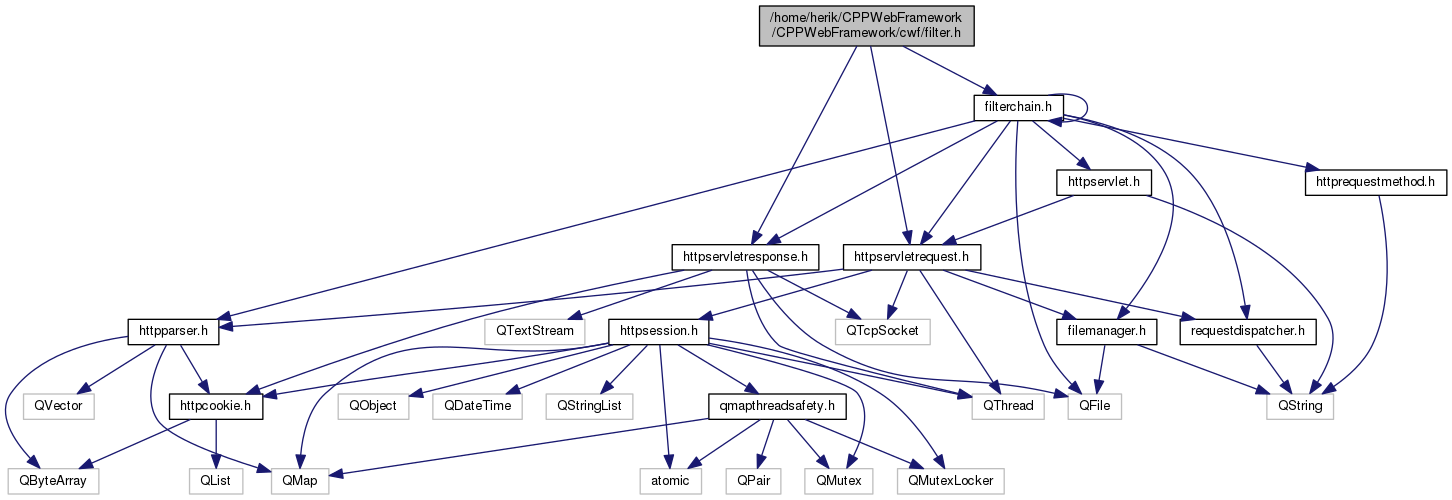 /home/herik/CPPWebFramework
/CPPWebFramework/cwf/filter.h
filterchain.h
httpservlet.h
httprequestmethod.h
httpservletresponse.h
httpservletrequest.h
httpparser.h
QTextStream
httpsession.h
QTcpSocket
filemanager.h
requestdispatcher.h
QVector
httpcookie.h
QObject
QDateTime
QStringList
qmapthreadsafety.h
QThread
QFile
QString
QByteArray
QList
QMap
atomic
QPair
QMutex
QMutexLocker